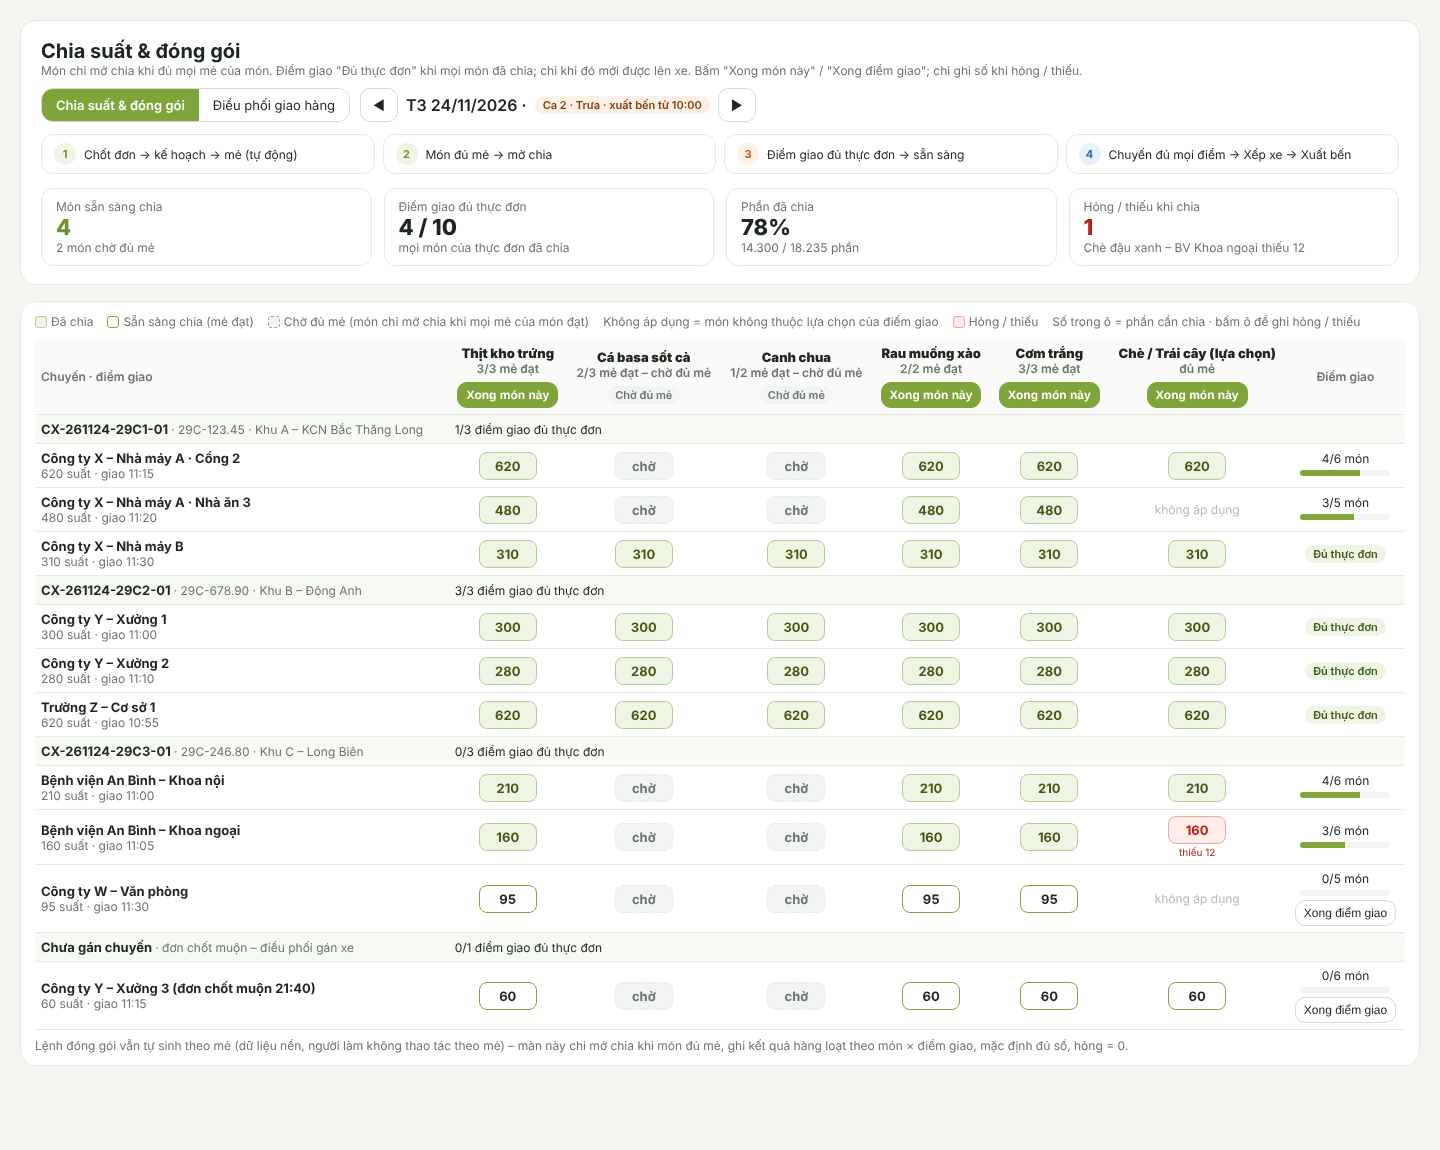 Chia suất & đóng gói
Món chỉ mở chia khi đủ mọi mẻ của món. Điểm giao "Đủ thực đơn" khi mọi món đã chia; chỉ khi đó mới được lên xe. Bấm "Xong món này" / "Xong điểm giao"; chỉ ghi số khi hỏng / thiếu.
Chia suất & đóng gói Điều phối giao hàng ◀ T3 24/11/2026 · Ca 2 · Trưa · xuất bến từ 10:00 ▶
1 Chốt đơn → kế hoạch → mẻ (tự động)
2 Món đủ mẻ → mở chia
3 Điểm giao đủ thực đơn → sẵn sàng
4 Chuyến đủ mọi điểm → Xếp xe → Xuất bến
Món sẵn sàng chia
4
2 món chờ đủ mẻ
Điểm giao đủ thực đơn
4 / 10
mọi món của thực đơn đã chia
Phần đã chia
78%
14.300 / 18.235 phần
Hỏng / thiếu khi chia
1
Chè đậu xanh – BV Khoa ngoại thiếu 12
Đã chia Sẵn sàng chia (mẻ đạt) Chờ đủ mẻ (món chỉ mở chia khi mọi mẻ của món đạt) Không áp dụng = món không thuộc lựa chọn của điểm giao Hỏng / thiếu Số trong ô = phần cần chia · bấm ô để ghi hỏng / thiếu
Chuyến · điểm giao
Thịt kho trứng
3/3 mẻ đạt
Xong món này
Cá basa sốt cà
2/3 mẻ đạt – chờ đủ mẻ
Chờ đủ mẻ
Canh chua
1/2 mẻ đạt – chờ đủ mẻ
Chờ đủ mẻ
Rau muống xào
2/2 mẻ đạt
Xong món này
Cơm trắng
3/3 mẻ đạt
Xong món này
Chè / Trái cây (lựa chọn)
đủ mẻ
Xong món này
Điểm giao
CX-261124-29C1-01 · 29C-123.45 · Khu A – KCN Bắc Thăng Long 1/3 điểm giao đủ thực đơn
Công ty X – Nhà máy A · Cổng 2
620 suất · giao 11:15
620 chờ chờ 620 620 620 4/6 món
Công ty X – Nhà máy A · Nhà ăn 3
480 suất · giao 11:20
480 chờ chờ 480 480 không áp dụng 3/5 món
Công ty X – Nhà máy B
310 suất · giao 11:30
310 310 310 310 310 310 Đủ thực đơn
CX-261124-29C2-01 · 29C-678.90 · Khu B – Đông Anh 3/3 điểm giao đủ thực đơn
Công ty Y – Xưởng 1
300 suất · giao 11:00
300 300 300 300 300 300 Đủ thực đơn
Công ty Y – Xưởng 2
280 suất · giao 11:10
280 280 280 280 280 280 Đủ thực đơn
Trường Z – Cơ sở 1
620 suất · giao 10:55
620 620 620 620 620 620 Đủ thực đơn
CX-261124-29C3-01 · 29C-246.80 · Khu C – Long Biên 0/3 điểm giao đủ thực đơn
Bệnh viện An Bình – Khoa nội
210 suất · giao 11:00
210 chờ chờ 210 210 210 4/6 món
Bệnh viện An Bình – Khoa ngoại
160 suất · giao 11:05
160 chờ chờ 160 160 160 3/6 món
thiếu 12
Công ty W – Văn phòng
95 suất · giao 11:30
95 chờ chờ 95 95 không áp dụng 0/5 món
Xong điểm giao
Chưa gán chuyến · đơn chốt muộn – điều phối gán xe 0/1 điểm giao đủ thực đơn
Công ty Y – Xưởng 3 (đơn chốt muộn 21:40)
60 suất · giao 11:15
60 chờ chờ 60 60 60 0/6 món
Xong điểm giao
Lệnh đóng gói vẫn tự sinh theo mẻ (dữ liệu nền, người làm không thao tác theo mẻ) – màn này chỉ mở chia khi món đủ mẻ, ghi kết quả hàng loạt theo món × điểm giao, mặc định đủ số, hỏng = 0.